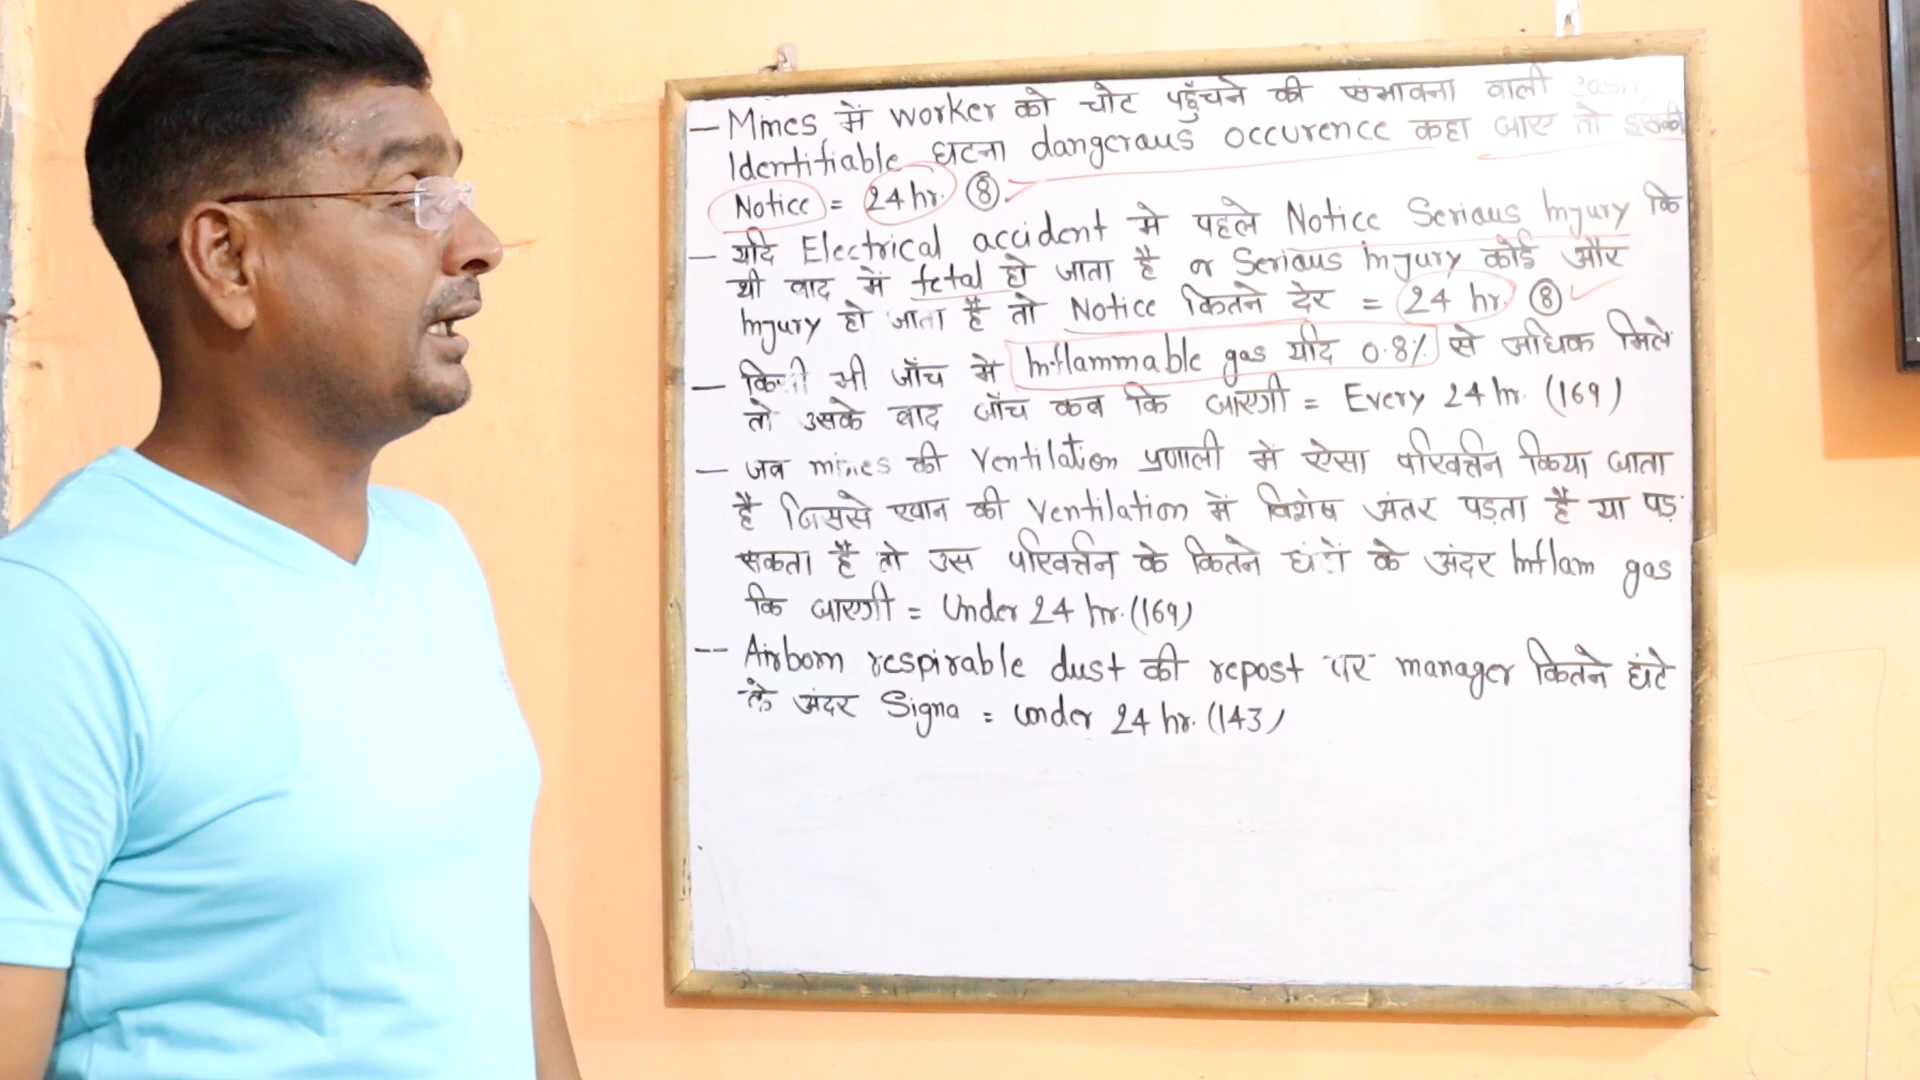 — Mines में worker को चोट पहुँचने की संभावना वाली
Identifiable घटना dangeraus occurence कहा जाए तो इसकी
Notice = 24 hr. ⑧
— यदि Electrical accident मे पहले Notice Serious Injury कि
थी बाद में fetal हो जाता है or Serious Injury कोई और
Injury हो जाता है तो Notice कितने देर = 24 hr. ⑧
— किसी भी जाँच मे Inflammable gas यदि 0.8% से अधिक मिले
तो उसके बाद जाँच कब कि जाएगी = Every 24 hr. (169)
— जब mines की Ventilation प्रणाली में ऐसा परिवर्तन किया जाता
है जिससे खान की Ventilation में विशेष अंतर पड़ता है या पड़
सकता है तो उस परिवर्तन के कितने घंटों के अंदर Inflam gas
कि जाएगी = Under 24 hr. (169)
-- Airborn respirable dust की repost पर manager कितने घंटे
के अंदर Signa = Under 24 hr. (143)